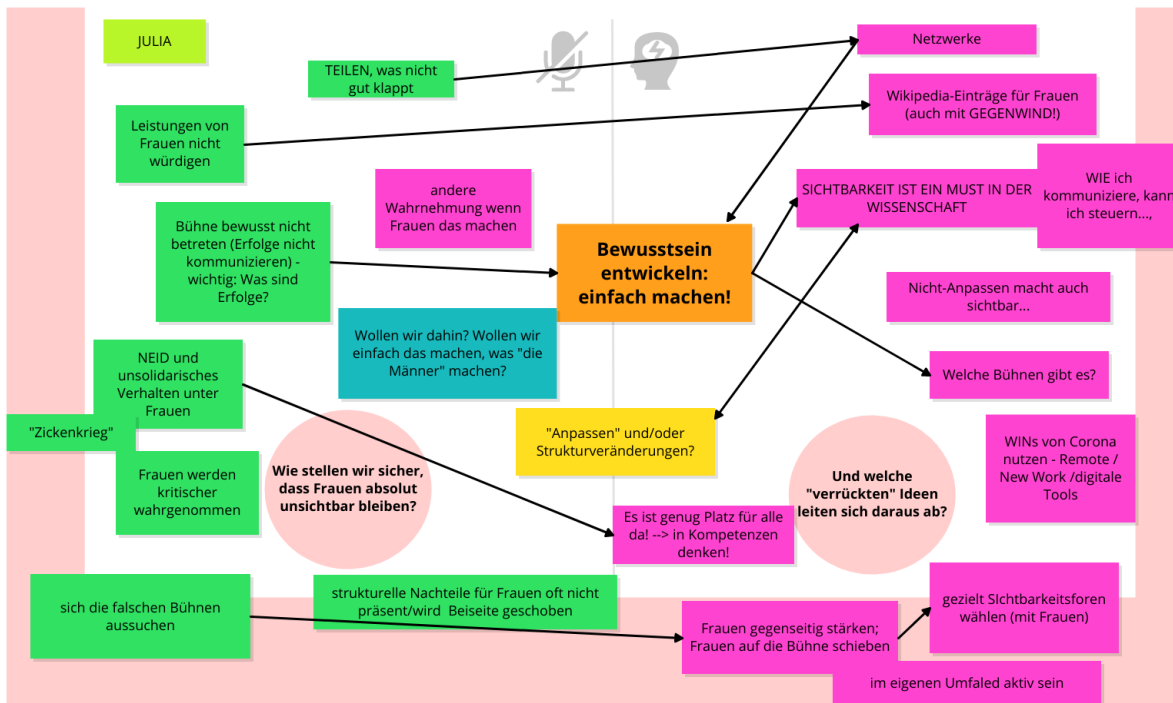 JULIA
TEILEN, was nicht
gut klappt
Netzwerke
Wikipedia-Einträge für Frauen
(auch mit GEGENWIND!)
Leistungen von
Frauen nicht
würdigen
andere
Wahrnehmung wenn
Frauen das machen
SICHTBARKEIT IST EIN MUST IN DER
WISSENSCHAFT
WIE ich
kommuniziere, kann
ich steuern...,
Bühne bewusst nicht
betreten (Erfolge nicht
kommunizieren) -
wichtig: Was sind
Erfolge?
Bewusstsein
entwickeln:
einfach machen!
Nicht-Anpassen macht auch
sichtbar...
Wollen wir dahin? Wollen wir
einfach das machen, was "die
Männer" machen?
NEID und
unsolidarisches
Verhalten unter
Frauen
Welche Bühnen gibt es?
"Zickenkrieg"
"Anpassen" und/oder
Strukturveränderungen?
WINs von Corona
nutzen - Remote /
New Work /digitale
Tools
Frauen werden
kritischer
wahrgenommen
Wie stellen wir sicher,
dass Frauen absolut
unsichtbar bleiben?
Und welche
"verrückten" Ideen
leiten sich daraus ab?
Es ist genug Platz für alle
da! --> in Kompetenzen
denken!
sich die falschen Bühnen
aussuchen
strukturelle Nachteile für Frauen oft nicht
präsent/wird Beiseite geschoben
gezielt SIchtbarkeitsforen
wählen (mit Frauen)
Frauen gegenseitig stärken;
Frauen auf die Bühne schieben
im eigenen Umfaled aktiv sein